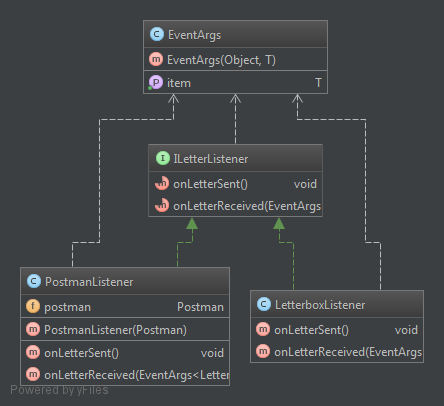 C EventArgs
m EventArgs(Object, T)
P item T
I ILetterListener
m onLetterSent() void
m onLetterReceived(EventArgs
C PostmanListener
f postman Postman
m PostmanListener(Postman)
m onLetterSent() void
m onLetterReceived(EventArgs<Letter
C LetterboxListener
m onLetterSent() void
m onLetterReceived(EventArgs
Powered by yFiles